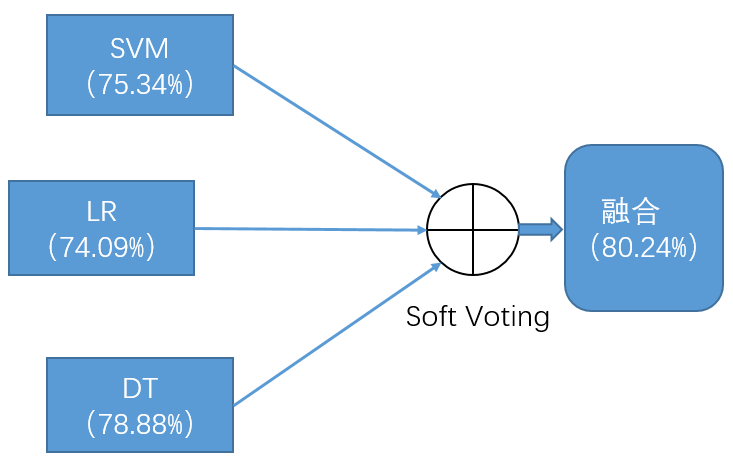 SVM
(75.34%)
LR
(74.09%)
DT
(78.88%)
Soft Voting
融合
(80.24%)